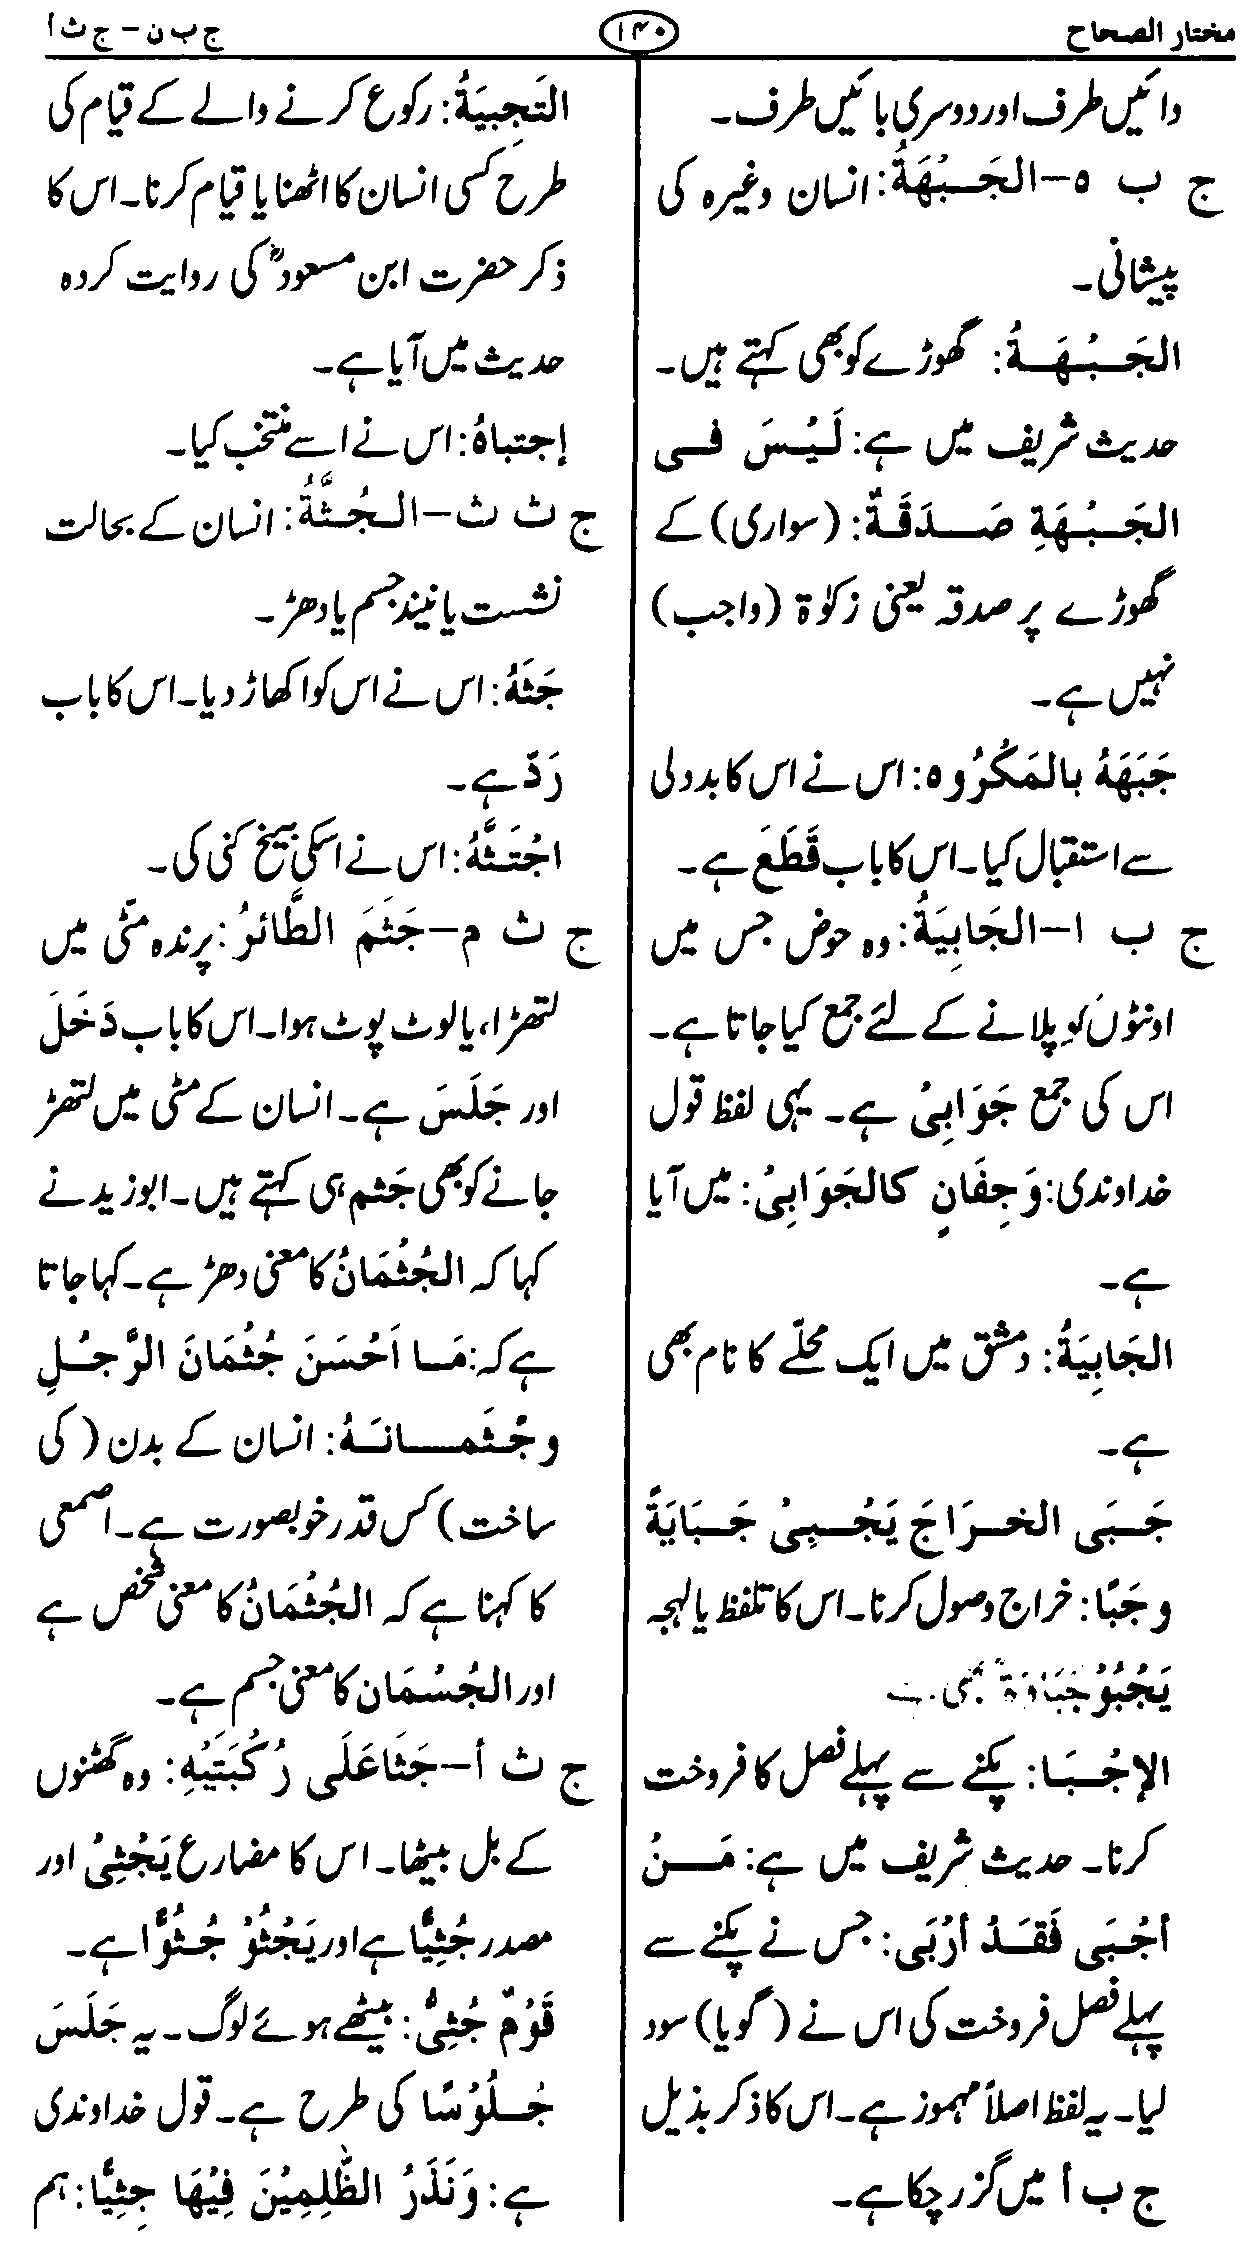 مختار الصحاح
۱۴۰
ج ب ن – ج ث أ
دائیں طرف اور دوسری بائیں طرف۔
ج ب ہ – الجَبْهَةُ: انسان وغیرہ کی
پیشانی۔
الجَبْهَةُ: گھوڑے کو بھی کہتے ہیں۔
حدیث شریف میں ہے: لَیْسَ فی
الجَبْهَةِ صَدَقَةٌ: (سواری) کے
گھوڑے پر صدقہ یعنی زکوٰۃ (واجب)
نہیں ہے۔
جَبَهَهُ بالمَكْرُوه: اس نے اس کا بددلی
سے استقبال کیا۔ اس کا باب قَطَعَ ہے۔
ج ب ا – الجَابِيَةُ: وہ حوض جس میں
اونٹوں کو پلانے کے لئے جمع کیا جاتا ہے۔
اس کی جمع جَوَابِیْ ہے۔ یہی لفظ قول
خداوندی: وَجِفَانٍ كالجَوَابِیْ: میں آیا
ہے۔
الجَابِيَةُ: دمشق میں ایک محلّے کا نام بھی
ہے۔
جَبَى الخرَاجَ يَجْبِیْ جَبَايَةً
وجَبًا: خراج وصول کرنا۔ اس کا تلفظ یا لہجہ
يَجْبُوْ جَبَاوَةً بھی
الإجْبَا: پکنے سے پہلے فصل کا فروخت
کرنا۔ حدیث شریف میں ہے: مَنْ
أجْبَى فَقَدْ أرْبَى: جس نے پکنے سے
پہلے فصل فروخت کی اس نے (گویا) سود
لیا۔ یہ لفظ اصلاً مہموز ہے۔ اس کا ذکر بذیل
ج ب أ میں گزر چکا ہے۔
التَجبِيَةُ: رکوع کرنے والے کے قیام کی
طرح کسی انسان کا اٹھنا یا قیام کرنا۔ اس کا
ذکر حضرت ابن مسعودؓ کی روایت کردہ
حدیث میں آیا ہے۔
إجتباهُ: اس نے اسے منتخب کیا۔
ج ث ث – الجُثَّةُ: انسان کے بحالت
نشست یا نیند جسم یا دھڑ۔
جَثَهُ: اس نے اس کو اکھاڑ دیا۔ اس کا باب
رَدّ ہے۔
اجْتَثَّهُ: اس نے اسکی بیخ کنی کی۔
ج ث م – جَثَمَ الطَّائرُ: پرندہ مٹی میں
لتھڑا، یا لوٹ پوٹ ہوا۔ اس کا باب دَخَلَ
اور جَلَسَ ہے۔ انسان کے مٹی میں لتھڑ
جانے کو بھی جَثم ہی کہتے ہیں۔ ابو زید نے
کہا کہ الجُثْمَانُ کا معنی دھڑ ہے۔ کہا جاتا
ہے کہ: مَا اَحْسَنَ جُثْمَانَ الرَّجُلِ
وجُثَمانَهُ: انسان کے بدن (کی
ساخت) کس قدر خوبصورت ہے۔ اصمعی
کا کہنا ہے کہ الجُثْمَانُ کا معنی شخص ہے
اور الجُسْمَان کا معنی جسم ہے۔
ج ث أ – جَثَا عَلَى رُكْبَتَيْهِ: وہ گھٹنوں
کے بل بیٹھا۔ اس کا مضارع يَجْثِیْ اور
مصدر جُثِيًّا ہے اور يَجْثُوْ جُثُوًّا ہے۔
قَوْمٌ جُثِیٌّ: بیٹھے ہوئے لوگ۔ یہ جَلَسَ
جُلُوْسًا کی طرح ہے۔ قول خداوندی
ہے: وَنَذَرُ الظّٰلِمِيْنَ فِيْهَا جِثِيًّا: ہم